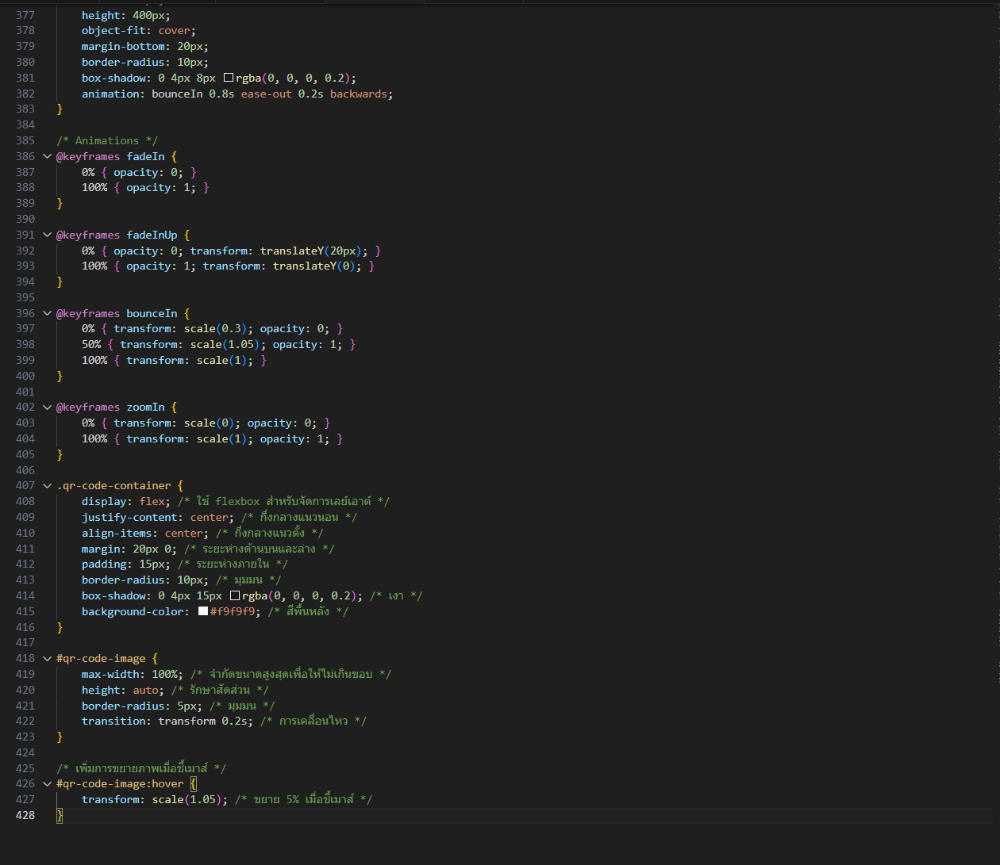 377 height: 400px;
378 object-fit: cover;
379 margin-bottom: 20px;
380 border-radius: 10px;
381 box-shadow: 0 4px 8px rgba(0, 0, 0, 0.2);
382 animation: bounceIn 0.8s ease-out 0.2s backwards;
383 }
384
385 /* Animations */
386 @keyframes fadeIn {
387 0% { opacity: 0; }
388 100% { opacity: 1; }
389 }
390
391 @keyframes fadeInUp {
392 0% { opacity: 0; transform: translateY(20px); }
393 100% { opacity: 1; transform: translateY(0); }
394 }
395
396 @keyframes bounceIn {
397 0% { transform: scale(0.3); opacity: 0; }
398 50% { transform: scale(1.05); opacity: 1; }
399 100% { transform: scale(1); }
400 }
401
402 @keyframes zoomIn {
403 0% { transform: scale(0); opacity: 0; }
404 100% { transform: scale(1); opacity: 1; }
405 }
406
407 .qr-code-container {
408 display: flex; /* ใช้ flexbox สำหรับจัดการเลย์เอาต์ */
409 justify-content: center; /* กึ่งกลางแนวนอน */
410 align-items: center; /* กึ่งกลางแนวตั้ง */
411 margin: 20px 0; /* ระยะห่างด้านบนและล่าง */
412 padding: 15px; /* ระยะห่างภายใน */
413 border-radius: 10px; /* มุมมน */
414 box-shadow: 0 4px 15px rgba(0, 0, 0, 0.2); /* เงา */
415 background-color: #f9f9f9; /* สีพื้นหลัง */
416 }
417
418 #qr-code-image {
419 max-width: 100%; /* จำกัดขนาดสูงสุดเพื่อให้ไม่เกินขอบ */
420 height: auto; /* รักษาสัดส่วน */
421 border-radius: 5px; /* มุมมน */
422 transition: transform 0.2s; /* การเคลื่อนไหว */
423 }
424
425 /* เพิ่มการขยายภาพเมื่อชี้เมาส์ */
426 #qr-code-image:hover {
427 transform: scale(1.05); /* ขยาย 5% เมื่อชี้เมาส์ */
428 }